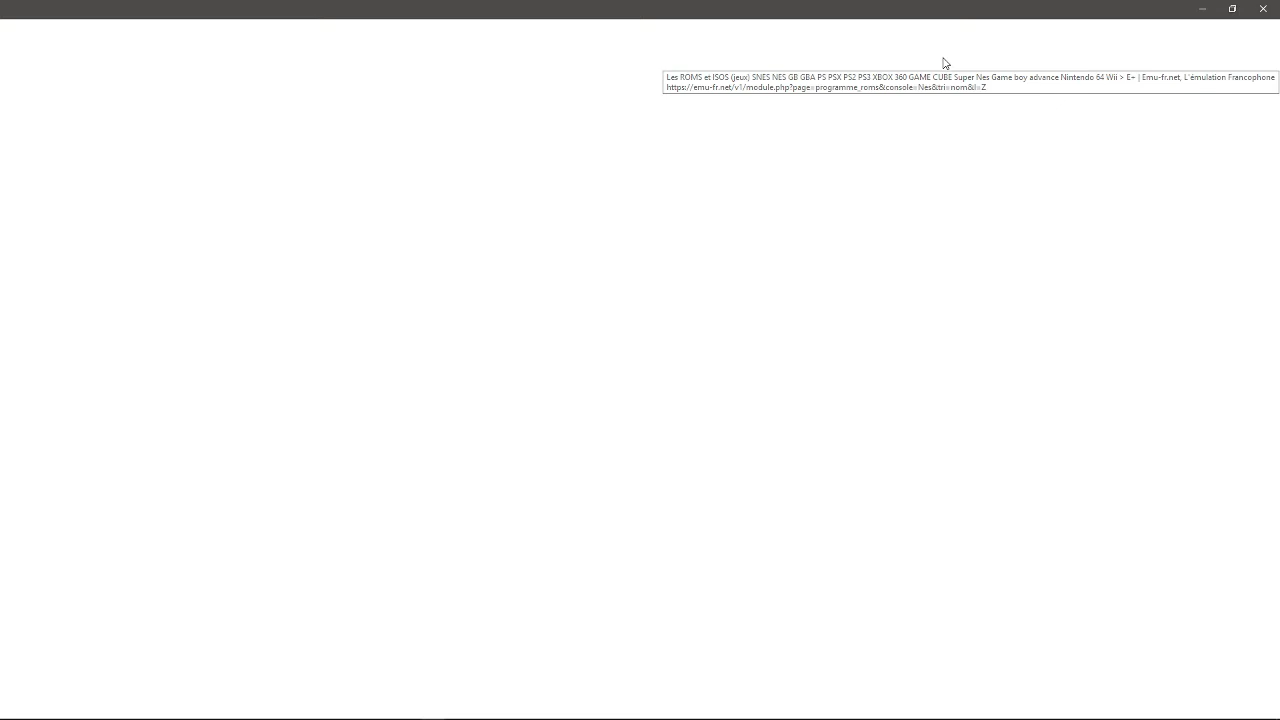 Les ROMS et ISOS (jeux) SNES NES GB GBA PS PSX PS2 PS3 XBOX 360 GAME CUBE Super Nes Game boy advance Nintendo 64 Wii > E+ | Emu-fr.net, L'émulation Francophone
https://emu-fr.net/v1/module.php?page=programme_roms&console=Nes&tri=nom&l=Z